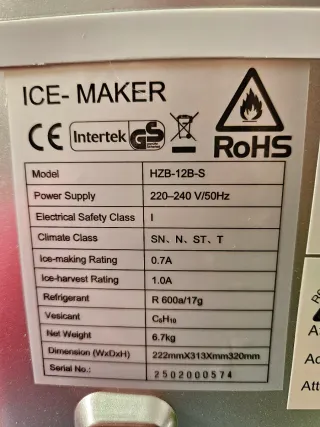 ICE- MAKER
CE Intertek GS RoHS
Model HZB-12B-S
Power Supply 220–240 V/50Hz
Electrical Safety Class I
Climate Class SN、N、ST、T
Ice-making Rating 0.7A
Ice-harvest Rating 1.0A
Refrigerant R 600a/17g
Vesicant C₅H₁₀
Net Weight 6.7kg
Dimension (WxDxH) 222mmX313Xmm320mm
Serial No.: 2502000574